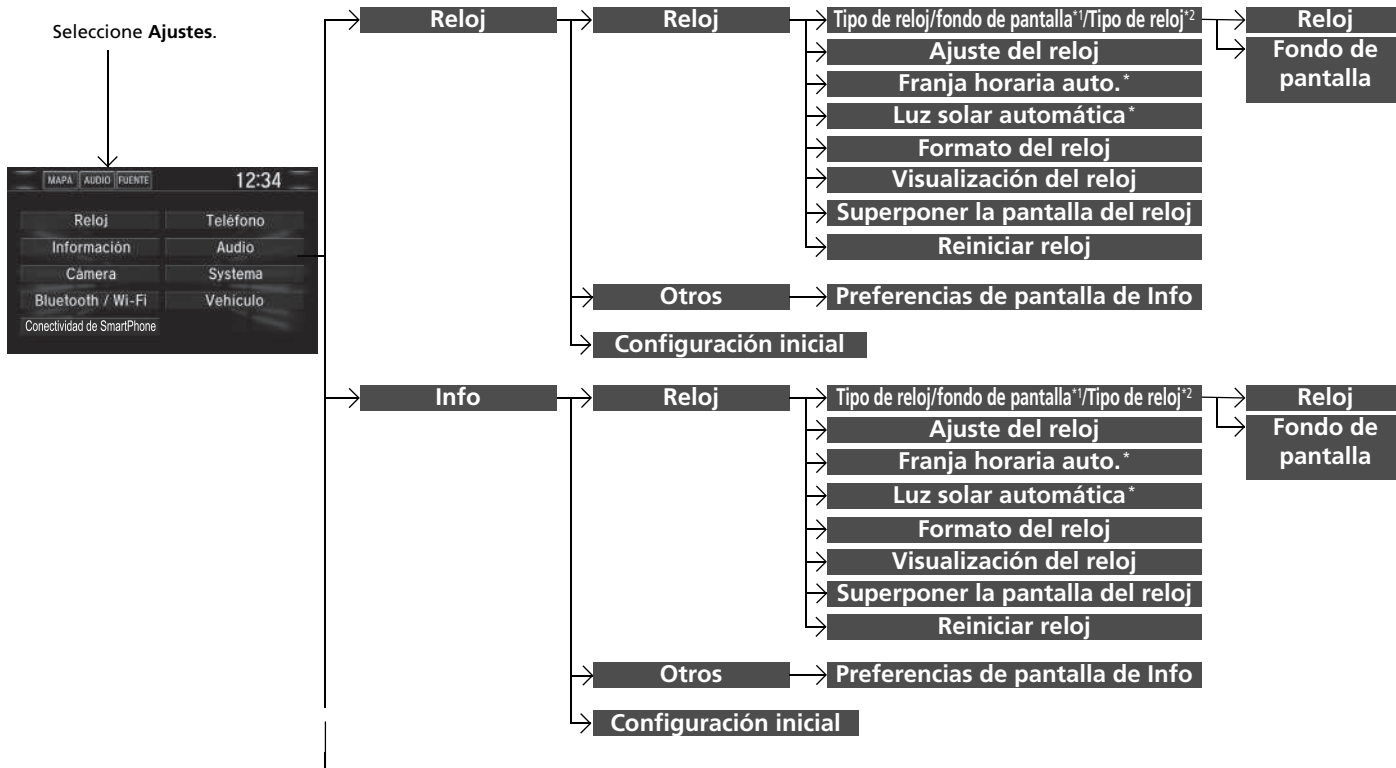 Seleccione Ajustes.
MAPA AUDIO FUENTE 12:34
Reloj Teléfono
Información Audio
Cámera Systema
Bluetooth / Wi-Fi Vehículo
Conectividad de SmartPhone
Reloj
Reloj
Tipo de reloj/fondo de pantalla*1/Tipo de reloj*2
Reloj
Fondo de
pantalla
Ajuste del reloj
Franja horaria auto.*
Luz solar automática*
Formato del reloj
Visualización del reloj
Superponer la pantalla del reloj
Reiniciar reloj
Otros
Preferencias de pantalla de Info
Configuración inicial
Info
Reloj
Tipo de reloj/fondo de pantalla*1/Tipo de reloj*2
Reloj
Fondo de
pantalla
Ajuste del reloj
Franja horaria auto.*
Luz solar automática*
Formato del reloj
Visualización del reloj
Superponer la pantalla del reloj
Reiniciar reloj
Otros
Preferencias de pantalla de Info
Configuración inicial